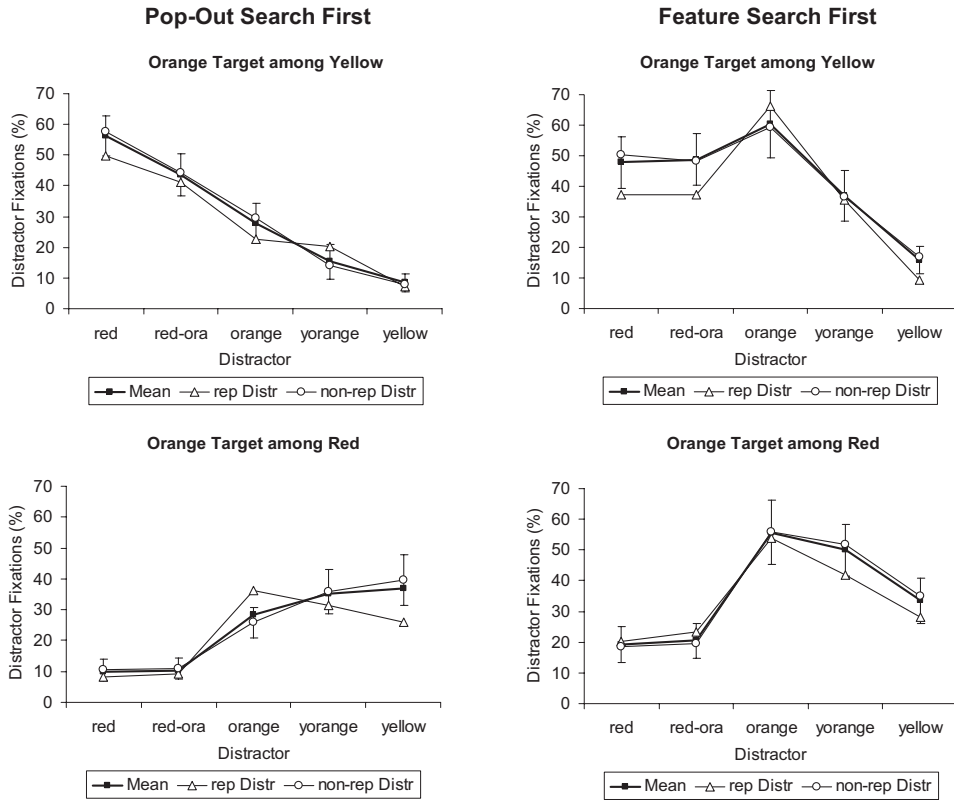 Pop-Out Search First
Feature Search First
Orange Target among Yellow
Distractor Fixations (%)
70
60
50
40
30
20
10
0
red red-ora orange yorange yellow
Distractor
Mean rep Distr non-rep Distr
Orange Target among Yellow
Distractor Fixations (%)
70
60
50
40
30
20
10
0
red red-ora orange yorange yellow
Distractor
Mean rep Distr non-rep Distr
Orange Target among Red
Distractor Fixations (%)
70
60
50
40
30
20
10
0
red red-ora orange yorange yellow
Distractor
Mean rep Distr non-rep Distr
Orange Target among Red
Distractor Fixations (%)
70
60
50
40
30
20
10
0
red red-ora orange yorange yellow
Distractor
Mean rep Distr non-rep Distr